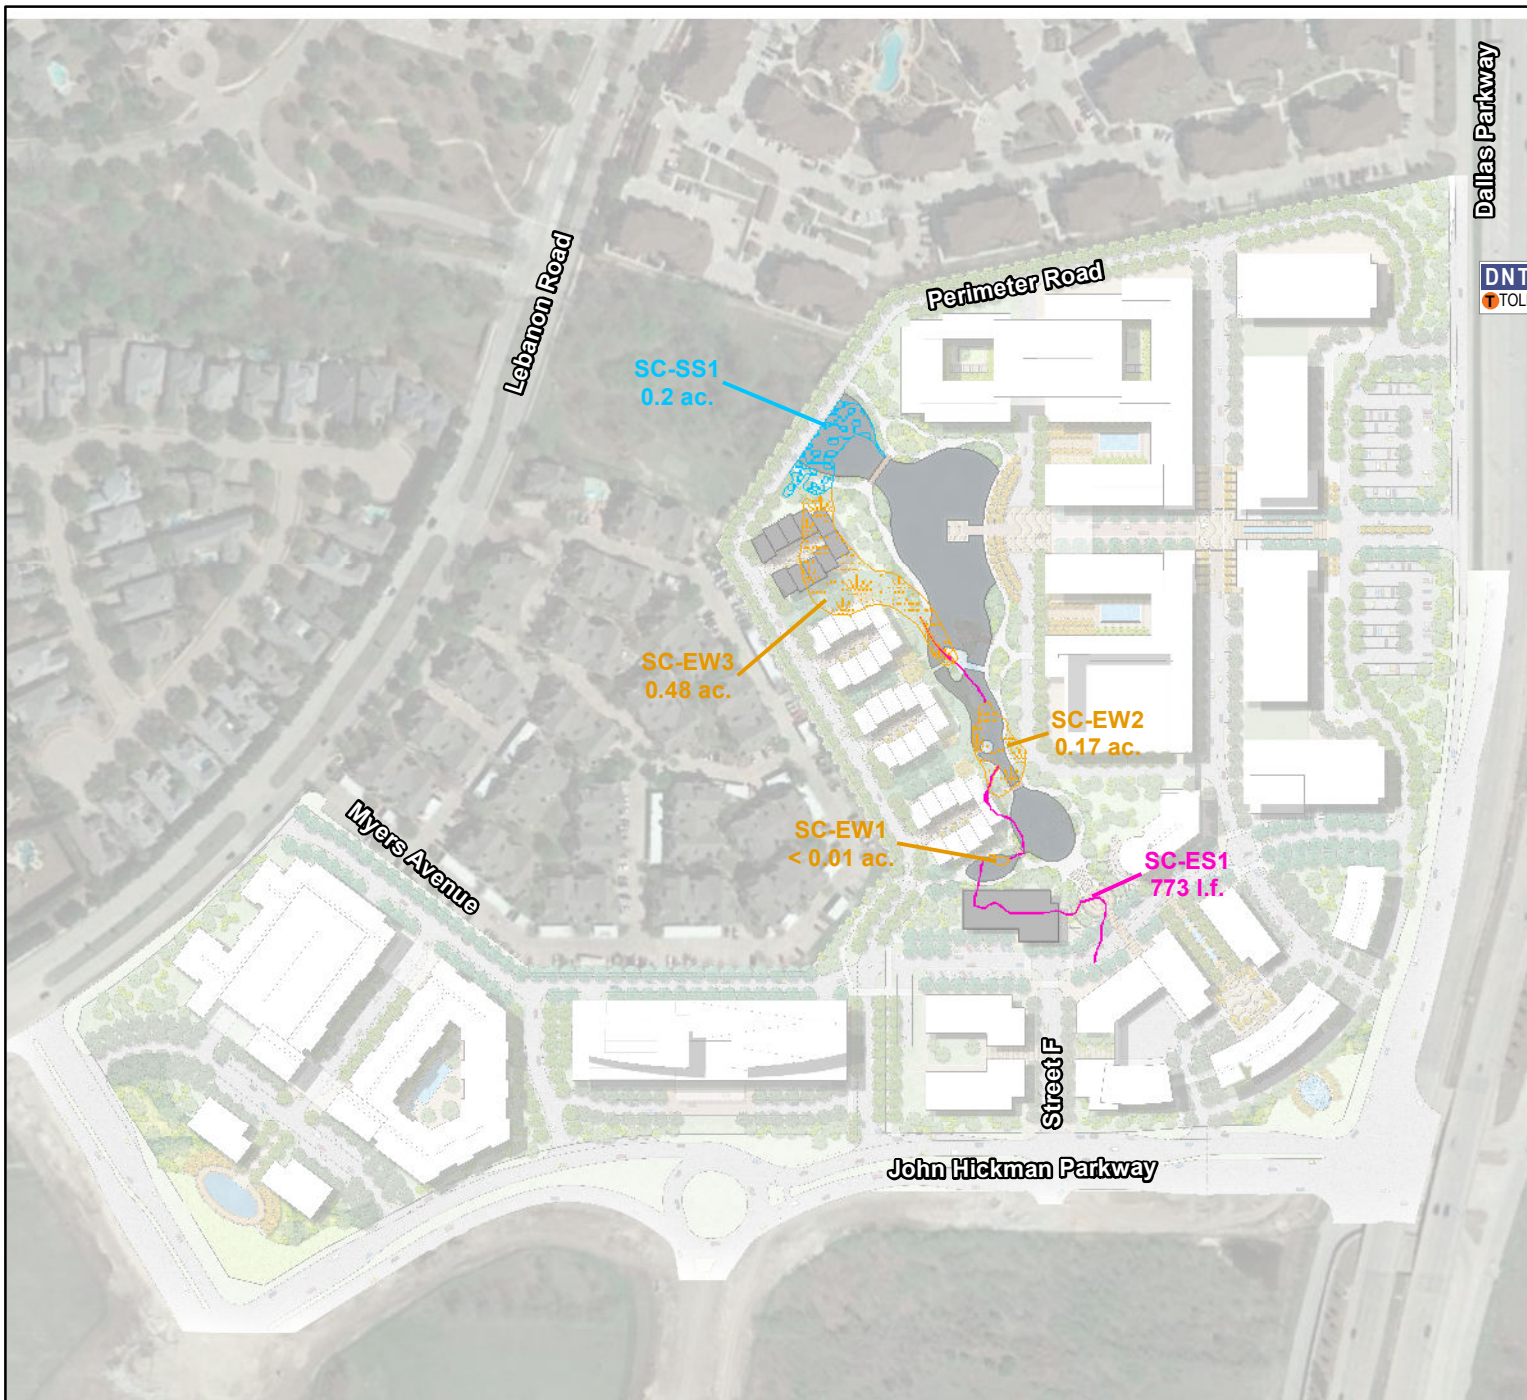 Dallas Parkway
DNT
T TOL
Perimeter Road
Lebanon Road
SC-SS1
0.2 ac.
SC-EW3
0.48 ac.
SC-EW2
0.17 ac.
SC-EW1
< 0.01 ac.
SC-ES1
773 l.f.
Myers Avenue
Street F
John Hickman Parkway